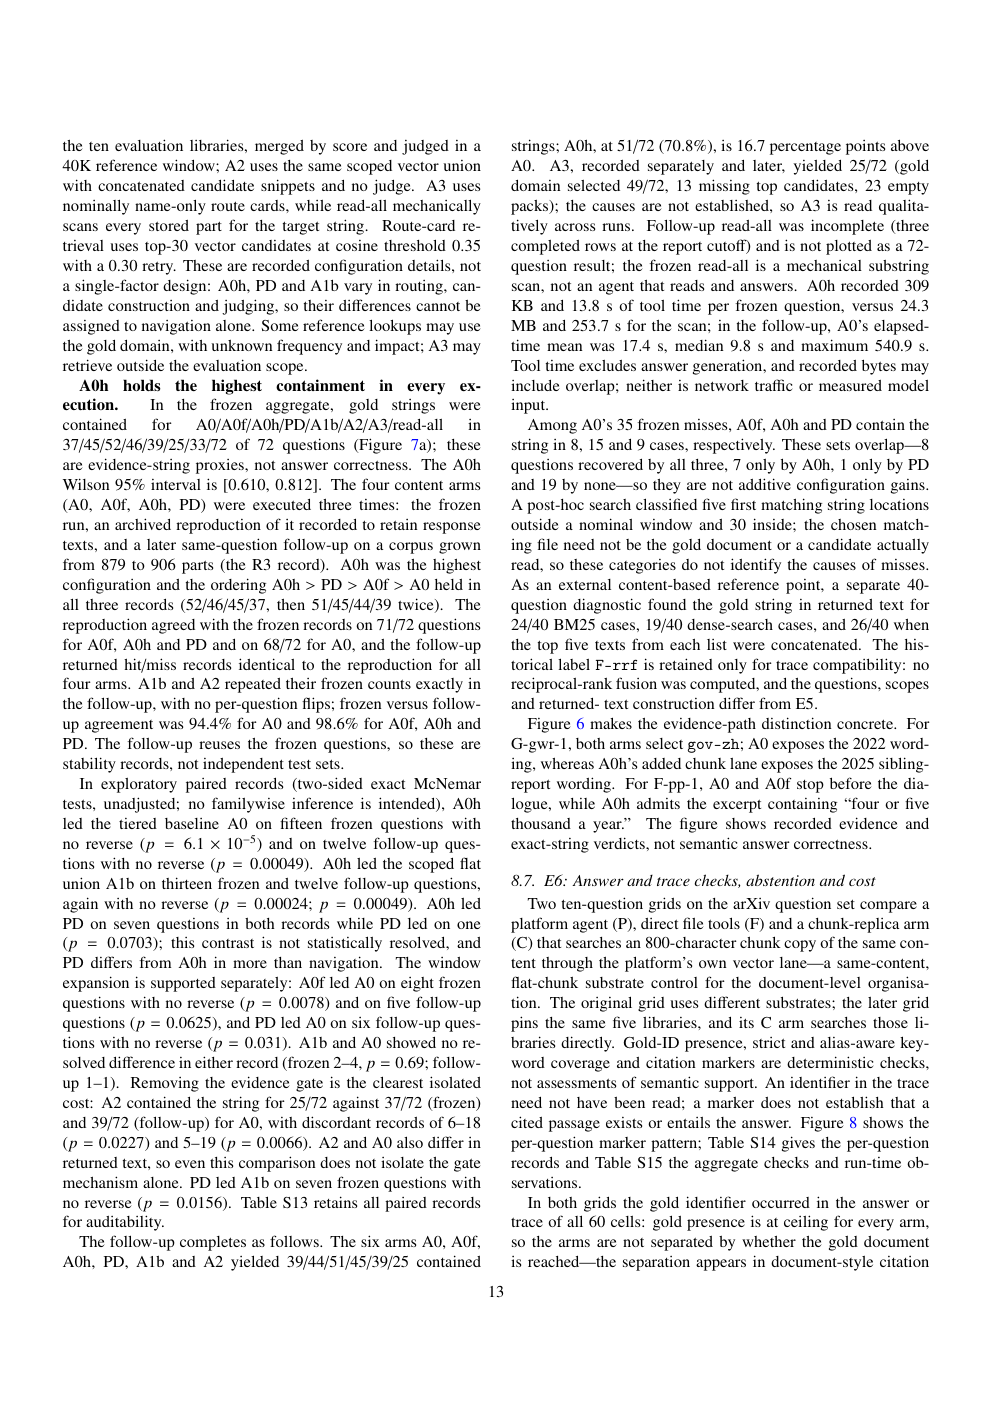 the ten evaluation libraries, merged by score and judged in a
40K reference window; A2 uses the same scoped vector union
with concatenated candidate snippets and no judge. A3 uses
nominally name-only route cards, while read-all mechanically
scans every stored part for the target string. Route-card re-
trieval uses top-30 vector candidates at cosine threshold 0.35
with a 0.30 retry. These are recorded configuration details, not
a single-factor design: A0h, PD and A1b vary in routing, can-
didate construction and judging, so their differences cannot be
assigned to navigation alone. Some reference lookups may use
the gold domain, with unknown frequency and impact; A3 may
retrieve outside the evaluation scope.
A0h holds the highest containment in every ex-
ecution. In the frozen aggregate, gold strings were
contained for A0/A0f/A0h/PD/A1b/A2/A3/read-all in
37/45/52/46/39/25/33/72 of 72 questions (Figure 7a); these
are evidence-string proxies, not answer correctness. The A0h
Wilson 95% interval is [0.610, 0.812]. The four content arms
(A0, A0f, A0h, PD) were executed three times: the frozen
run, an archived reproduction of it recorded to retain response
texts, and a later same-question follow-up on a corpus grown
from 879 to 906 parts (the R3 record). A0h was the highest
configuration and the ordering A0h > PD > A0f > A0 held in
all three records (52/46/45/37, then 51/45/44/39 twice). The
reproduction agreed with the frozen records on 71/72 questions
for A0f, A0h and PD and on 68/72 for A0, and the follow-up
returned hit/miss records identical to the reproduction for all
four arms. A1b and A2 repeated their frozen counts exactly in
the follow-up, with no per-question flips; frozen versus follow-
up agreement was 94.4% for A0 and 98.6% for A0f, A0h and
PD. The follow-up reuses the frozen questions, so these are
stability records, not independent test sets.
In exploratory paired records (two-sided exact McNemar
tests, unadjusted; no familywise inference is intended), A0h
led the tiered baseline A0 on fifteen frozen questions with
no reverse (p = 6.1 × 10⁻⁵) and on twelve follow-up ques-
tions with no reverse (p = 0.00049). A0h led the scoped flat
union A1b on thirteen frozen and twelve follow-up questions,
again with no reverse (p = 0.00024; p = 0.00049). A0h led
PD on seven questions in both records while PD led on one
(p = 0.0703); this contrast is not statistically resolved, and
PD differs from A0h in more than navigation. The window
expansion is supported separately: A0f led A0 on eight frozen
questions with no reverse (p = 0.0078) and on five follow-up
questions (p = 0.0625), and PD led A0 on six follow-up ques-
tions with no reverse (p = 0.031). A1b and A0 showed no re-
solved difference in either record (frozen 2–4, p = 0.69; follow-
up 1–1). Removing the evidence gate is the clearest isolated
cost: A2 contained the string for 25/72 against 37/72 (frozen)
and 39/72 (follow-up) for A0, with discordant records of 6–18
(p = 0.0227) and 5–19 (p = 0.0066). A2 and A0 also differ in
returned text, so even this comparison does not isolate the gate
mechanism alone. PD led A1b on seven frozen questions with
no reverse (p = 0.0156). Table S13 retains all paired records
for auditability.
The follow-up completes as follows. The six arms A0, A0f,
A0h, PD, A1b and A2 yielded 39/44/51/45/39/25 contained
strings; A0h, at 51/72 (70.8%), is 16.7 percentage points above
A0. A3, recorded separately and later, yielded 25/72 (gold
domain selected 49/72, 13 missing top candidates, 23 empty
packs); the causes are not established, so A3 is read qualita-
tively across runs. Follow-up read-all was incomplete (three
completed rows at the report cutoff) and is not plotted as a 72-
question result; the frozen read-all is a mechanical substring
scan, not an agent that reads and answers. A0h recorded 309
KB and 13.8 s of tool time per frozen question, versus 24.3
MB and 253.7 s for the scan; in the follow-up, A0's elapsed-
time mean was 17.4 s, median 9.8 s and maximum 540.9 s.
Tool time excludes answer generation, and recorded bytes may
include overlap; neither is network traffic or measured model
input.
Among A0's 35 frozen misses, A0f, A0h and PD contain the
string in 8, 15 and 9 cases, respectively. These sets overlap—8
questions recovered by all three, 7 only by A0h, 1 only by PD
and 19 by none—so they are not additive configuration gains.
A post-hoc search classified five first matching string locations
outside a nominal window and 30 inside; the chosen match-
ing file need not be the gold document or a candidate actually
read, so these categories do not identify the causes of misses.
As an external content-based reference point, a separate 40-
question diagnostic found the gold string in returned text for
24/40 BM25 cases, 19/40 dense-search cases, and 26/40 when
the top five texts from each list were concatenated. The his-
torical label F-rrf is retained only for trace compatibility: no
reciprocal-rank fusion was computed, and the questions, scopes
and returned- text construction differ from E5.
Figure 6 makes the evidence-path distinction concrete. For
G-gwr-1, both arms select gov-zh; A0 exposes the 2022 word-
ing, whereas A0h's added chunk lane exposes the 2025 sibling-
report wording. For F-pp-1, A0 and A0f stop before the dia-
logue, while A0h admits the excerpt containing “four or five
thousand a year.” The figure shows recorded evidence and
exact-string verdicts, not semantic answer correctness.
8.7. E6: Answer and trace checks, abstention and cost
Two ten-question grids on the arXiv question set compare a
platform agent (P), direct file tools (F) and a chunk-replica arm
(C) that searches an 800-character chunk copy of the same con-
tent through the platform's own vector lane—a same-content,
flat-chunk substrate control for the document-level organisa-
tion. The original grid uses different substrates; the later grid
pins the same five libraries, and its C arm searches those li-
braries directly. Gold-ID presence, strict and alias-aware key-
word coverage and citation markers are deterministic checks,
not assessments of semantic support. An identifier in the trace
need not have been read; a marker does not establish that a
cited passage exists or entails the answer. Figure 8 shows the
per-question marker pattern; Table S14 gives the per-question
records and Table S15 the aggregate checks and run-time ob-
servations.
In both grids the gold identifier occurred in the answer or
trace of all 60 cells: gold presence is at ceiling for every arm,
so the arms are not separated by whether the gold document
is reached—the separation appears in document-style citation
13